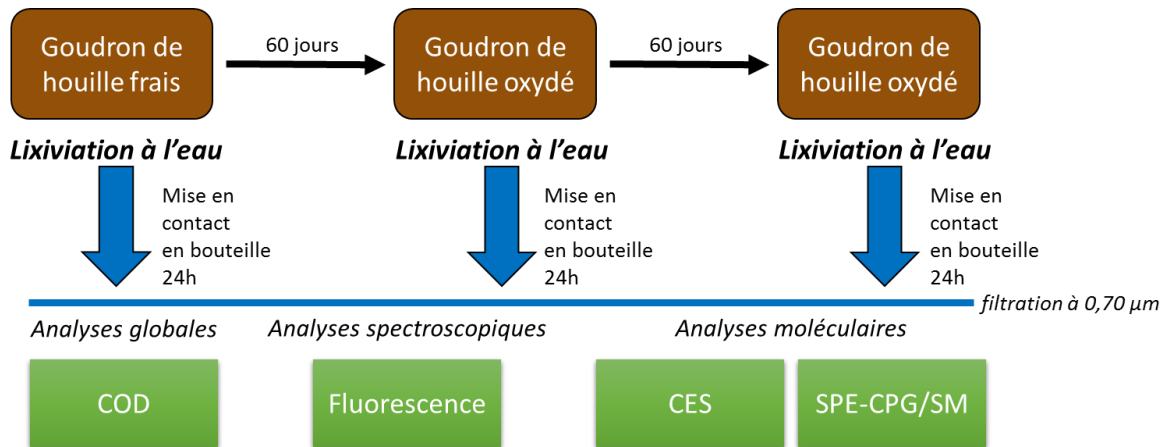 Goudron de
houille frais
60 jours
Goudron de
houille oxydé
60 jours
Goudron de
houille oxydé
Lixiviation à l'eau
Lixiviation à l'eau
Lixiviation à l'eau
Mise en
contact
en bouteille
24h
Mise en
contact
en bouteille
24h
Mise en
contact
en bouteille
24h
filtration à 0,70 µm
Analyses globales
Analyses spectroscopiques
Analyses moléculaires
COD
Fluorescence
CES
SPE-CPG/SM